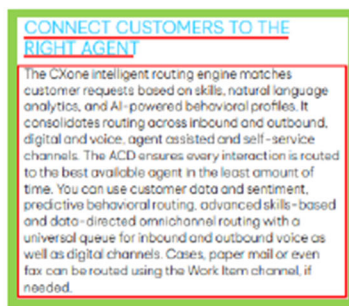 CONNECT CUSTOMERS TO THE
RIGHT AGENT
The CXone intelligent routing engine matches
customer requests based on skills, natural language
analytics, and AI-powered behavioral profiles. It
consolidates routing across inbound and outbound,
digital and voice, agent assisted and self-service
channels. The ACD ensures every interaction is routed
to the best available agent in the least amount of
time. You can use customer data and sentiment,
predictive behavioral routing, advanced skills-based
and data-directed omnichannel routing with a
universal queue for inbound and outbound voice as
well as digital channels. Cases, paper mail or even
fax can be routed using the Work Item channel, if
needed.